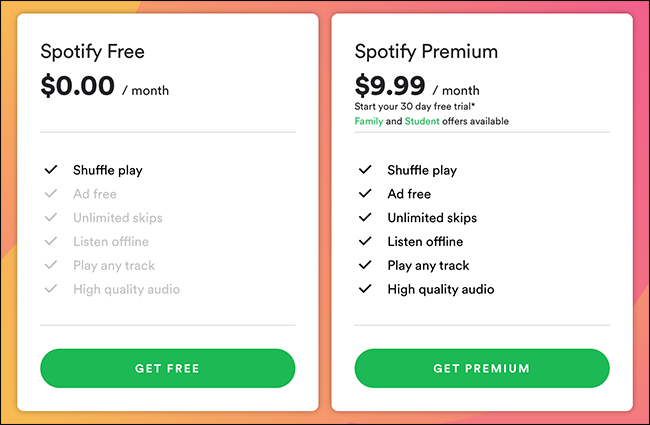 Spotify Free
$0.00 / month
Shuffle play
Ad free
Unlimited skips
Listen offline
Play any track
High quality audio
GET FREE
Spotify Premium
$9.99 / month
Start your 30 day free trial*
Family and Student offers available
Shuffle play
Ad free
Unlimited skips
Listen offline
Play any track
High quality audio
GET PREMIUM